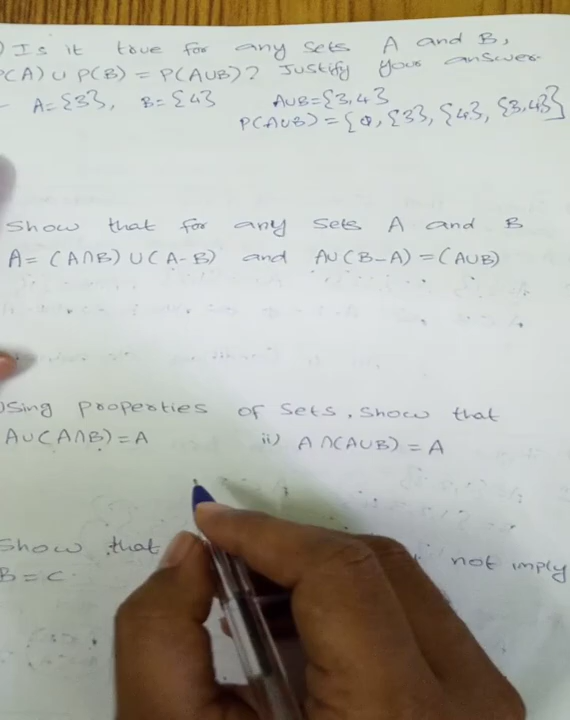 ) Is it true for any sets A and B,
P(A) ∪ P(B) = P(A∪B)? Justify your answer.
- A={3}, B={4} A∪B={3,4}
P(A∪B)={φ,{3},{4},{3,4}}
Show that for any sets A and B
A= (A∩B) ∪ (A-B) and A∪(B-A)=(A∪B)
Using properties of sets, show that
A∪(A∩B)=A ii) A∩(A∪B)=A
Show that not imply
B=C.